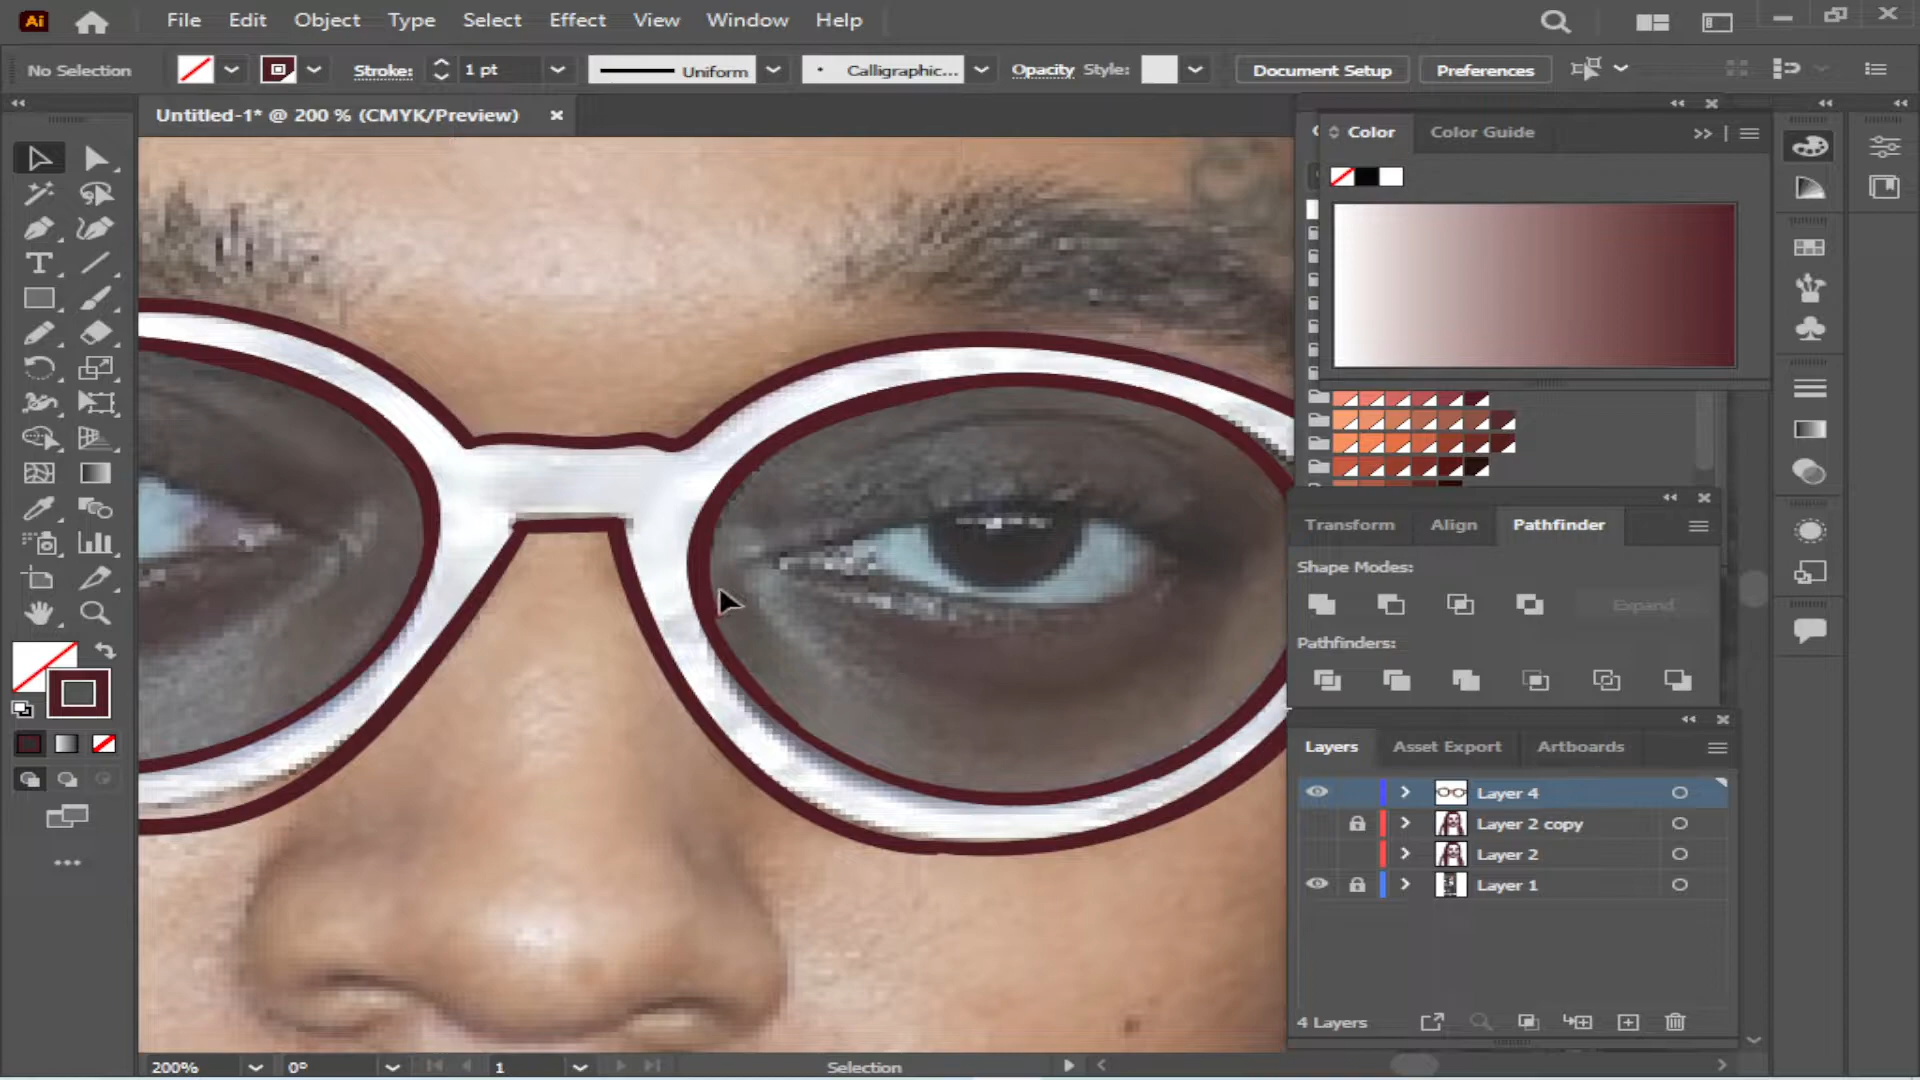 Ai File Edit Object Type Select Effect View Window Help
No Selection Stroke: 1 pt Uniform Calligraphic... Opacity Style: Document Setup Preferences
Untitled-1* @ 200 % (CMYK/Preview)
Color Color Guide
Transform Align Pathfinder
Shape Modes:
Expand
Pathfinders:
Layers Asset Export Artboards
Layer 4
Layer 2 copy
Layer 2
Layer 1
4 Layers
200% 0° 1 Selection